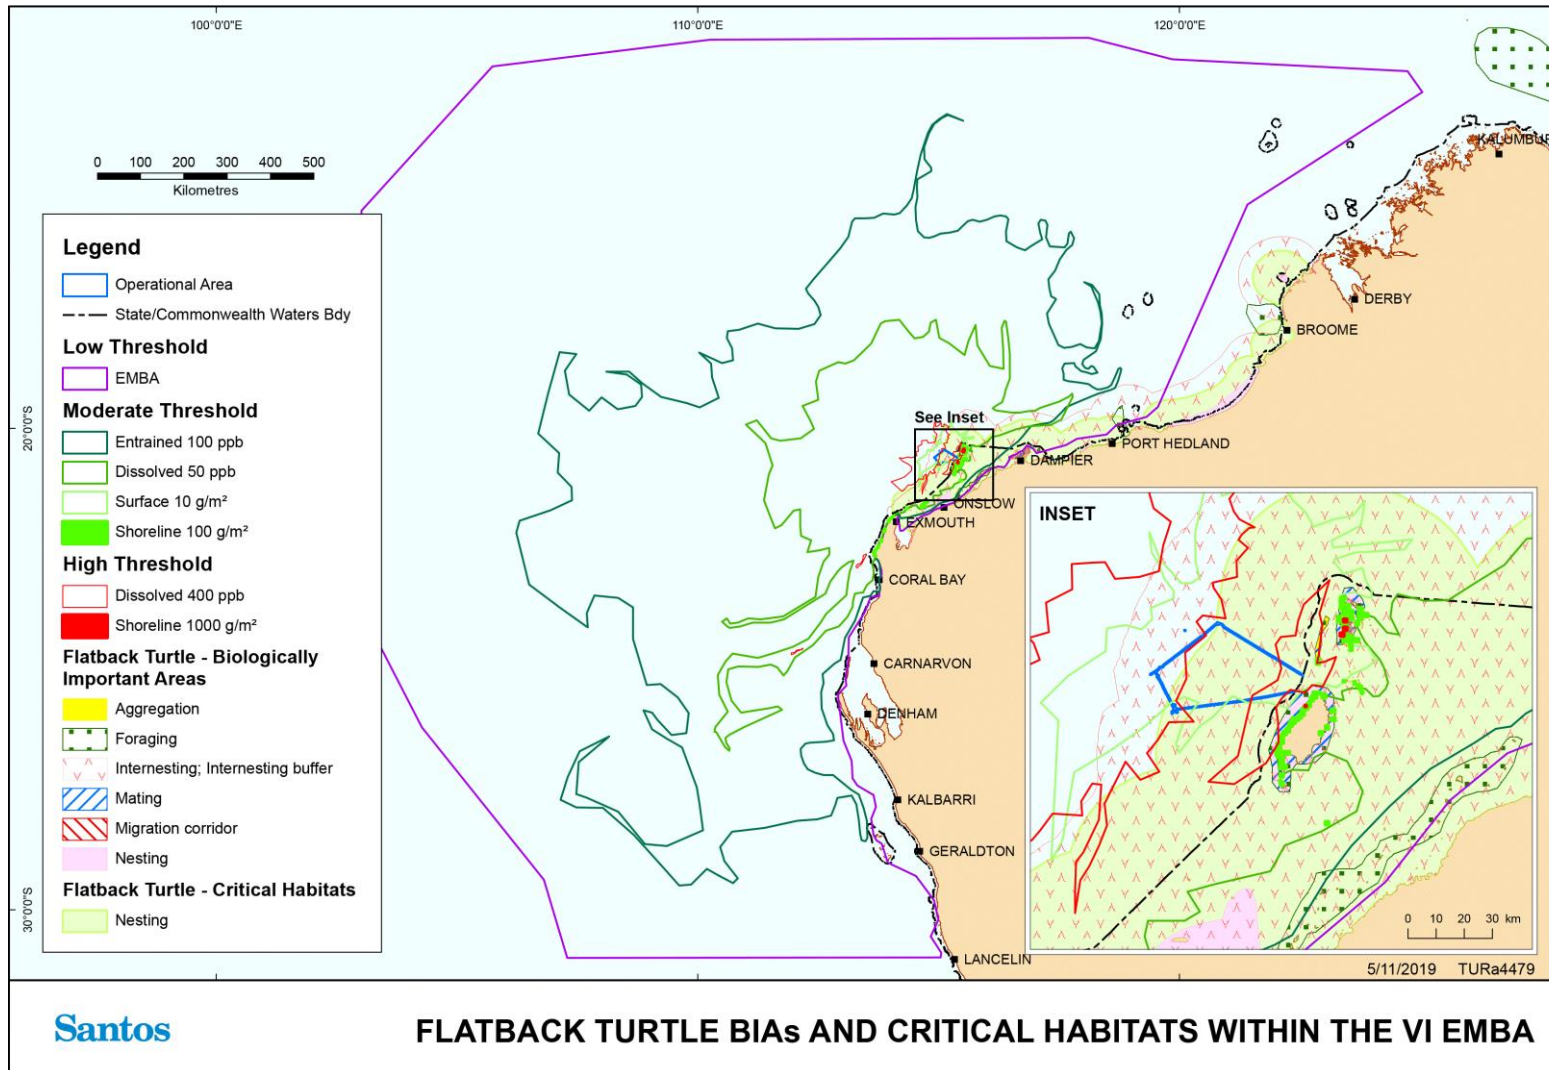 100°0'0"E
110°0'0"E
120°0'0"E
20°0'0"S
30°0'0"S
0 100 200 300 400 500
Kilometres
Legend
Operational Area
State/Commonwealth Waters Bdy
Low Threshold
EMBA
Moderate Threshold
Entrained 100 ppb
Dissolved 50 ppb
Surface 10 g/m²
Shoreline 100 g/m²
High Threshold
Dissolved 400 ppb
Shoreline 1000 g/m²
Flatback Turtle - Biologically
Important Areas
Aggregation
Foraging
Internesting; Internesting buffer
Mating
Migration corridor
Nesting
Flatback Turtle - Critical Habitats
Nesting
KALUMBUR
DERBY
BROOME
See Inset
PORT HEDLAND
DAMPIER
ONSLOW
EXMOUTH
CORAL BAY
CARNARVON
DENHAM
KALBARRI
GERALDTON
LANCELIN
INSET
0 10 20 30 km
5/11/2019 TURa4479
Santos
FLATBACK TURTLE BIAs AND CRITICAL HABITATS WITHIN THE VI EMBA